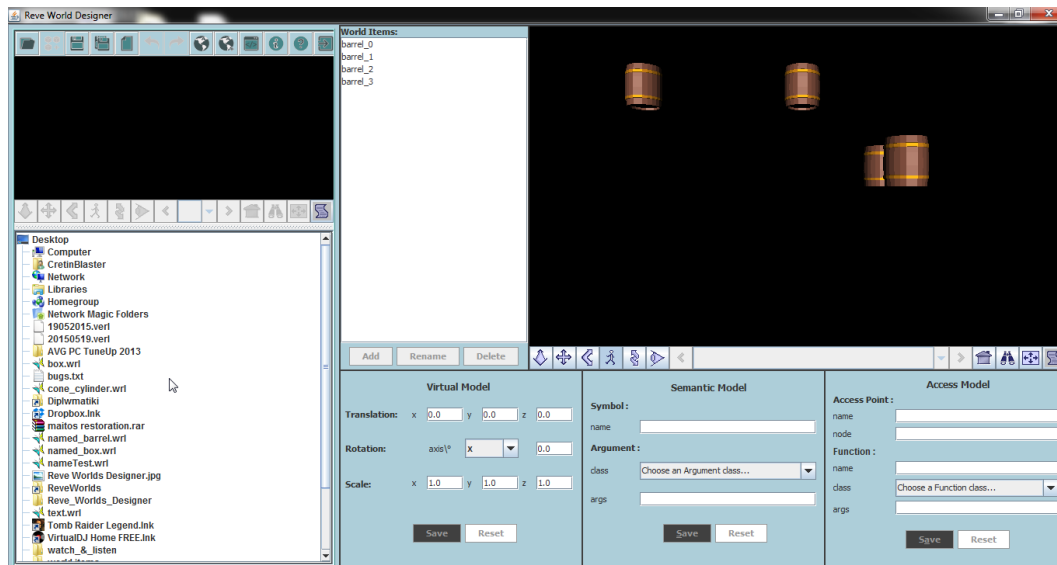 Reve World Designer
World Items:
barrel_0
barrel_1
barrel_2
barrel_3
Desktop
Computer
CretinBlaster
Network
Libraries
Homegroup
Network Magic Folders
19052015.verl
20150519.verl
AVG PC TuneUp 2013
box.wrl
bugs.txt
cone_cylinder.wrl
Diplwmatiki
Dropbox.lnk
maitos restoration.rar
named_barrel.wrl
named_box.wrl
nameTest.wrl
Reve Worlds Designer.jpg
ReveWorlds
Reve_Worlds_Designer
text.wrl
Tomb Raider Legend.lnk
VirtualDJ Home FREE.lnk
watch_&_listen
Add Rename Delete
Virtual Model
Translation: x 0.0 y 0.0 z 0.0
Rotation: axis\° x 0.0
Scale: x 1.0 y 1.0 z 1.0
Save Reset
Semantic Model
Symbol :
name
Argument :
class Choose an Argument class...
args
Save Reset
Access Model
Access Point :
name
node
Function :
name
class Choose a Function class...
args
Save Reset